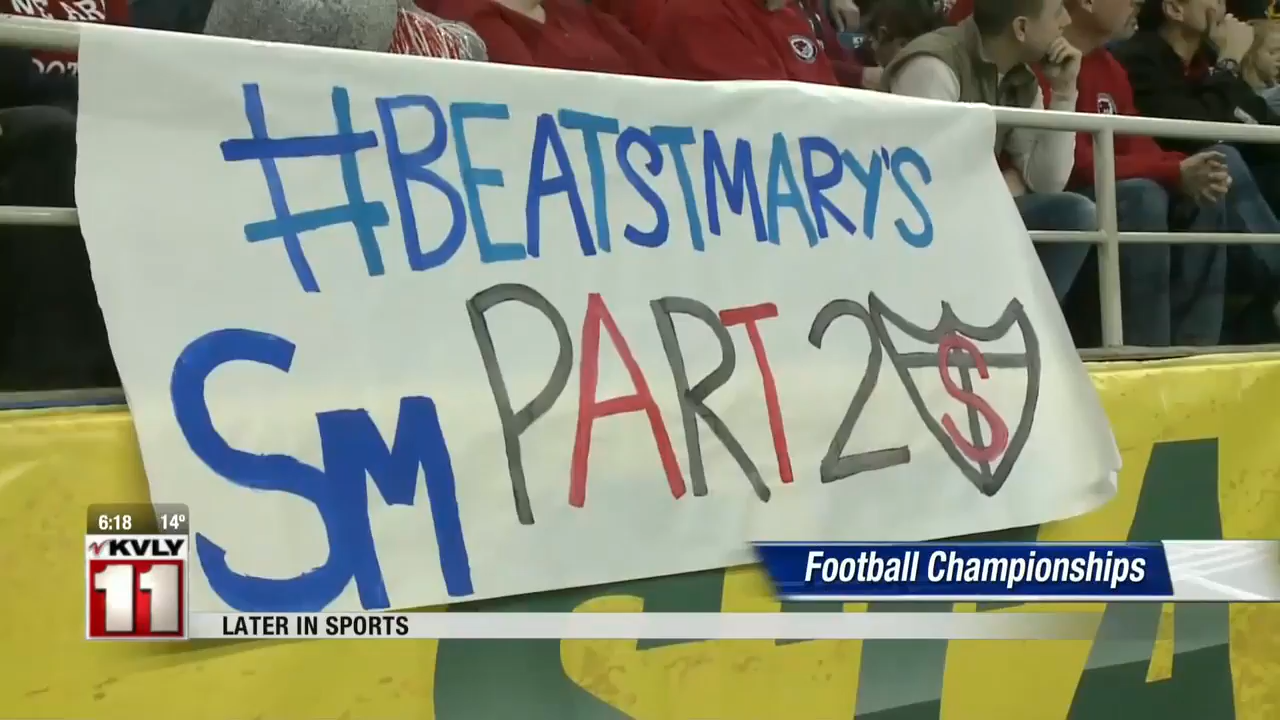 #BEATSTMARY'S
SM PART 2 S
6:18 14°
KVLY
11
Football Championships
LATER IN SPORTS